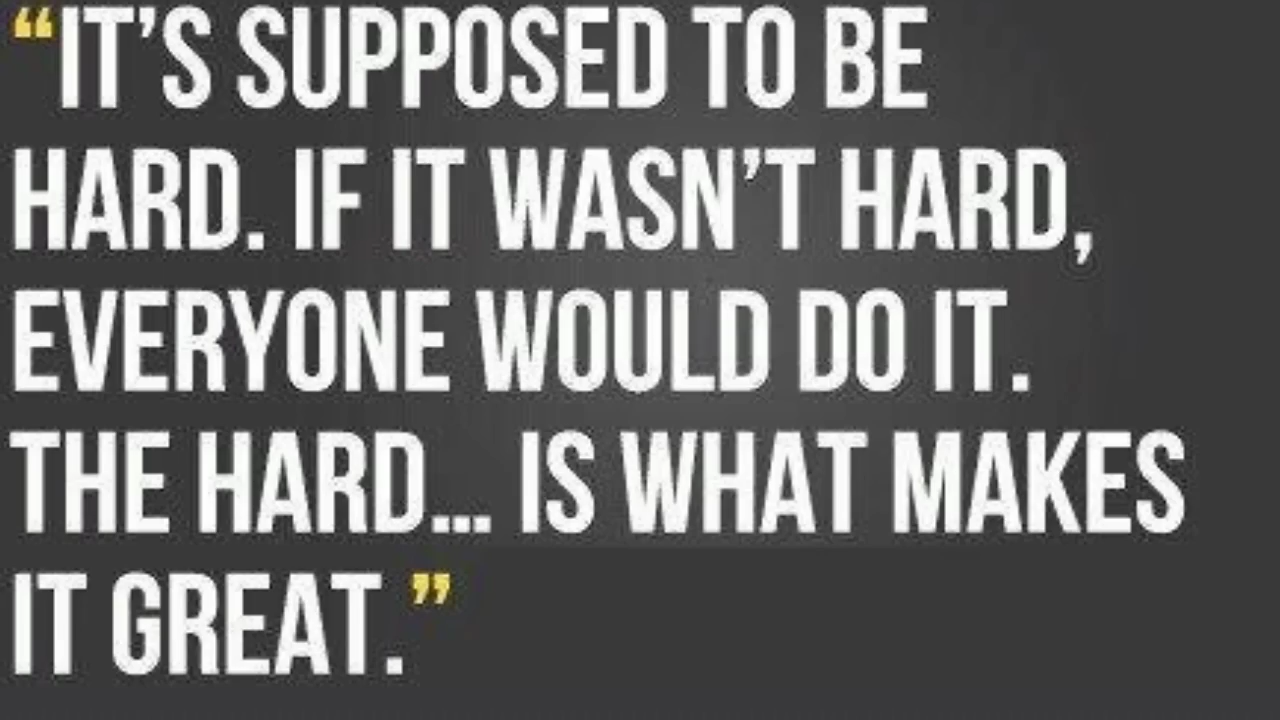 “IT’S SUPPOSED TO BE
HARD. IF IT WASN’T HARD,
EVERYONE WOULD DO IT.
THE HARD... IS WHAT MAKES
IT GREAT.”